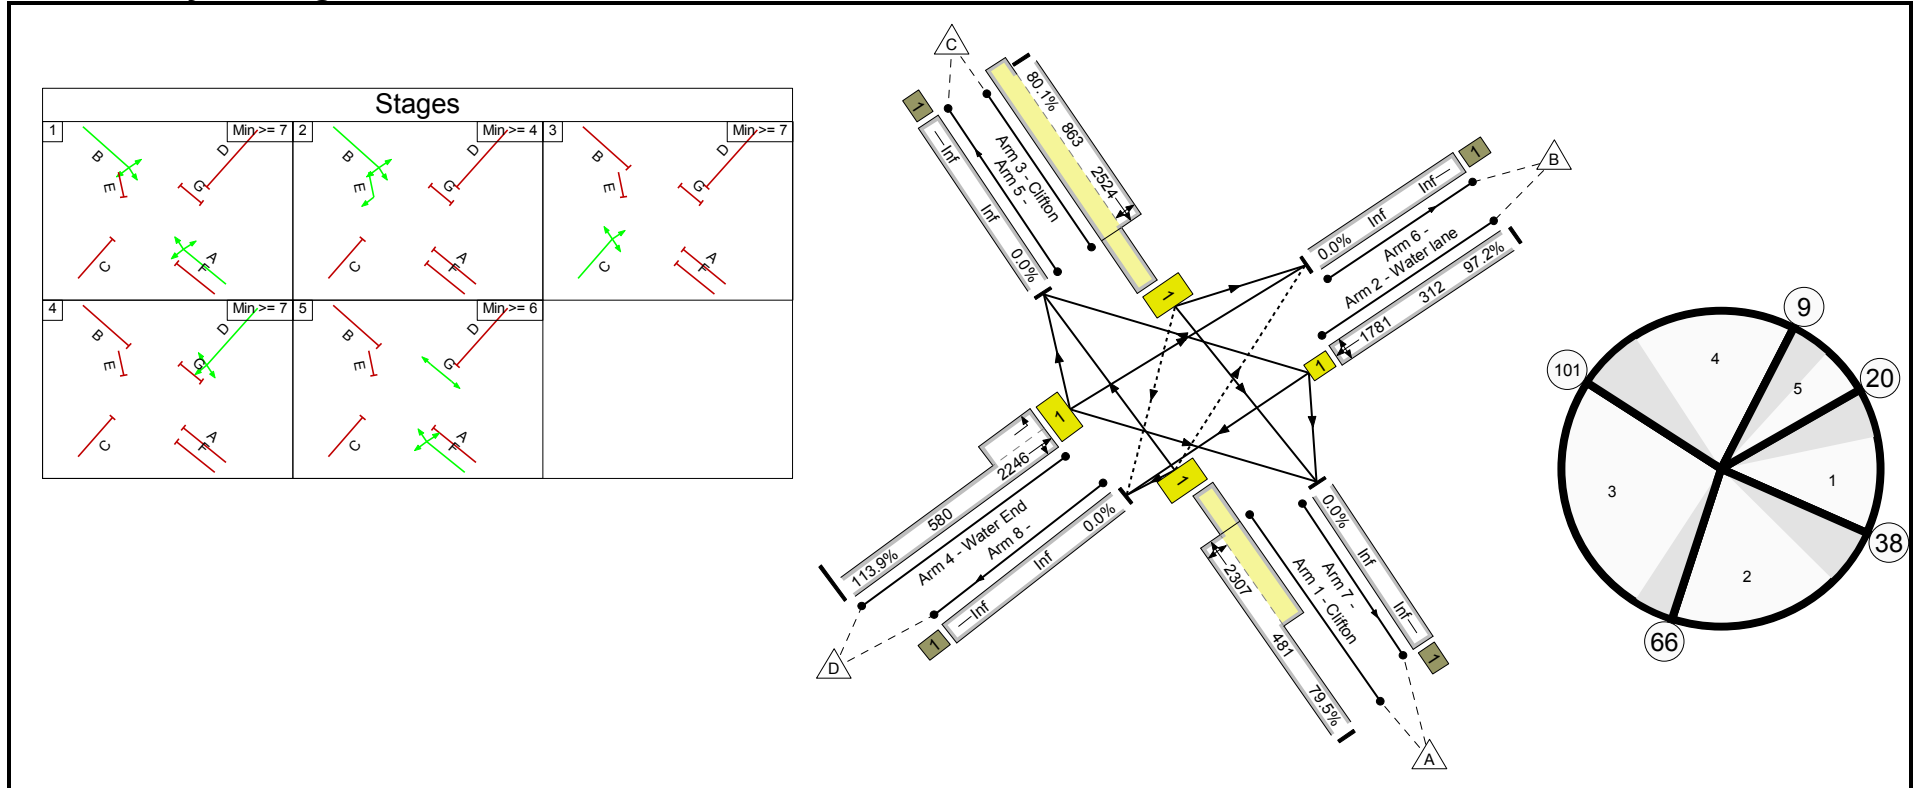 Stages
1
Min >= 7
B
D
E
G
C
A
F
2
Min >= 4
B
D
E
G
C
A
F
3
Min >= 7
B
D
E
G
C
A
F
4
Min >= 7
B
D
E
G
C
A
F
5
Min >= 6
B
D
E
G
C
A
F
C
1
Inf
0.0%
Arm 5 -
Arm 3 - Clifton
80.1%
863
2524
1
B
1
Inf
Inf
0.0%
Arm 6 -
Arm 2 - Water lane
97.2%
312
1781
1
1
2246
580
113.9%
Arm 4 - Water End
Arm 8 -
0.0%
Inf
Inf
1
D
1
2307
481
79.5%
Arm 1 - Clifton
Arm 7 -
0.0%
Inf
Inf
1
A
9
20
38
66
101
4
5
1
2
3